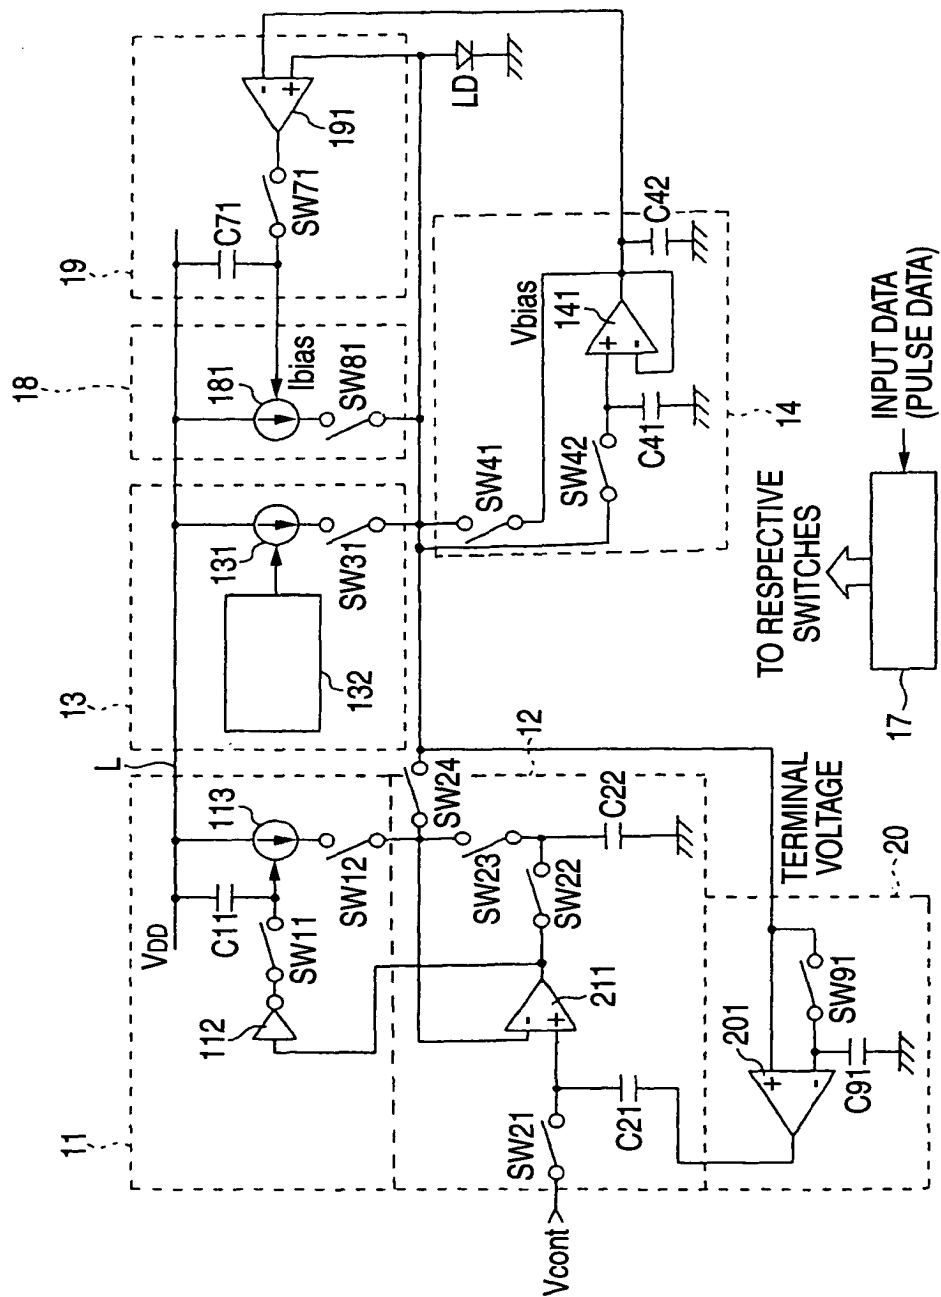 11
VDD
L
13
18
19
112
C11
SW11
113
SW12
132
131
SW31
181
Ibias
SW81
C71
SW71
191
LD
SW24
12
SW23
SW22
C22
211
SW21
C21
Vcont
SW41
SW42
C41
Vbias
141
C42
14
TERMINAL
VOLTAGE
20
201
SW91
C91
TO RESPECTIVE
SWITCHES
17
INPUT DATA
(PULSE DATA)
-
+
+
-
-
+
+
-